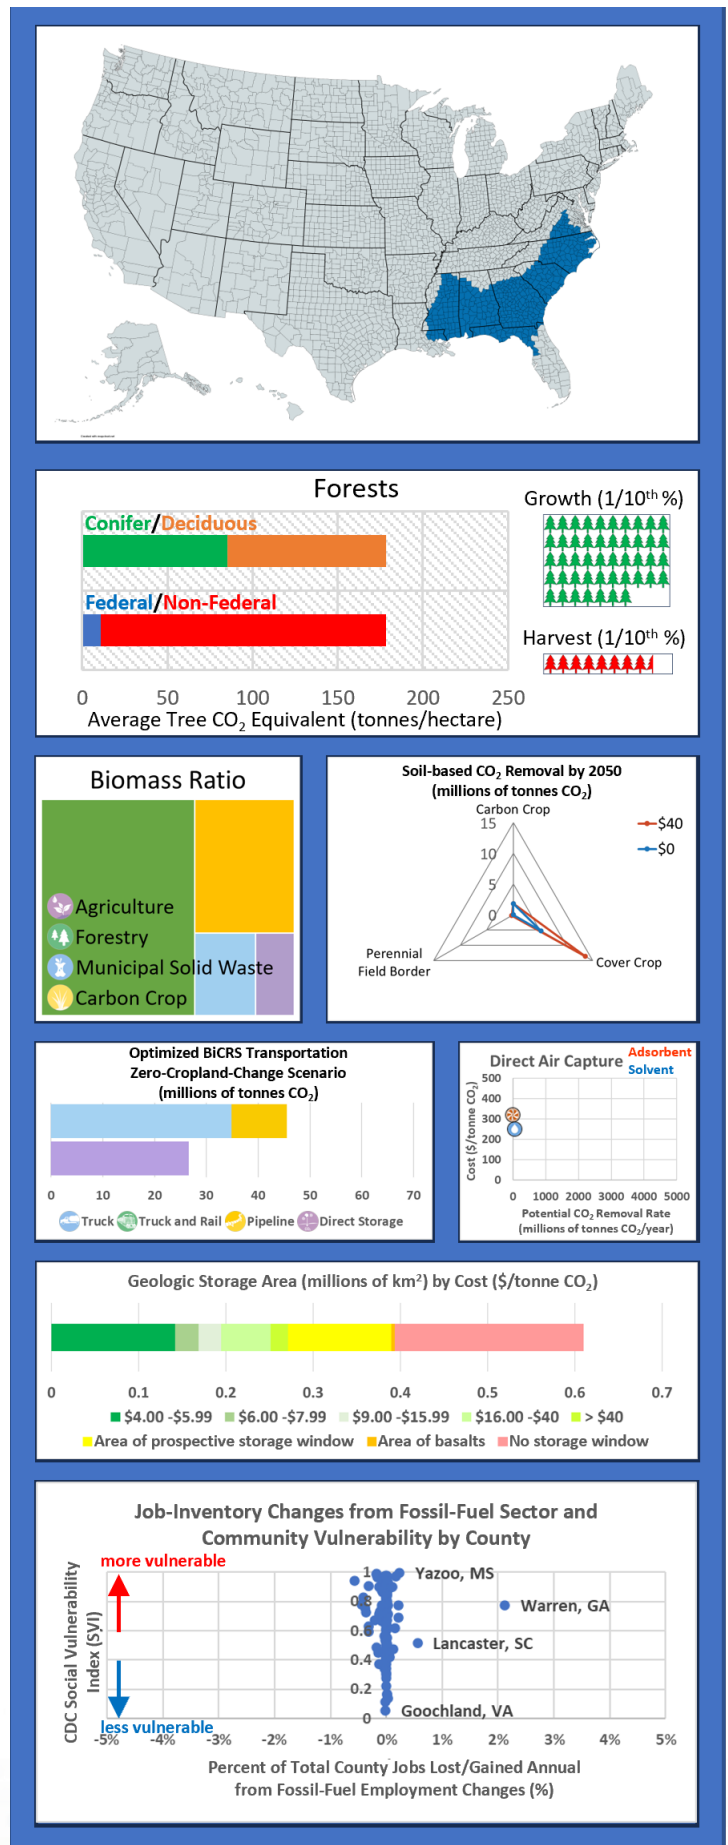 Forests
Conifer/Deciduous
Federal/Non-Federal
0 50 100 150 200 250
Average Tree CO₂ Equivalent (tonnes/hectare)
Growth (1/10th %)
Harvest (1/10th %)
Biomass Ratio
Agriculture
Forestry
Municipal Solid Waste
Carbon Crop
Soil-based CO₂ Removal by 2050
(millions of tonnes CO₂)
Carbon Crop
15
10
5
0
$40
$0
Perennial
Field Border
Cover Crop
Optimized BiCRS Transportation
Zero-Cropland-Change Scenario
(millions of tonnes CO₂)
0 10 20 30 40 50 60 70
Truck Truck and Rail Pipeline Direct Storage
Direct Air Capture
Adsorbent
Solvent
Cost ($/tonne CO₂)
500
400
300
200
100
0
0 1000 2000 3000 4000 5000
Potential CO₂ Removal Rate
(millions of tonnes CO₂/year)
Geologic Storage Area (millions of km²) by Cost ($/tonne CO₂)
0 0.1 0.2 0.3 0.4 0.5 0.6 0.7
$4.00 -$5.99 $6.00 -$7.99 $9.00 -$15.99 $16.00 -$40 > $40
Area of prospective storage window Area of basalts No storage window
Job-Inventory Changes from Fossil-Fuel Sector and
Community Vulnerability by County
CDC Social Vulnerability
Index (SVI)
more vulnerable
less vulnerable
1
0.8
0.6
0.4
0.2
0
Yazoo, MS
Warren, GA
Lancaster, SC
Goochland, VA
-5% -4% -3% -2% -1% 0% 1% 2% 3% 4% 5%
Percent of Total County Jobs Lost/Gained Annual
from Fossil-Fuel Employment Changes (%)